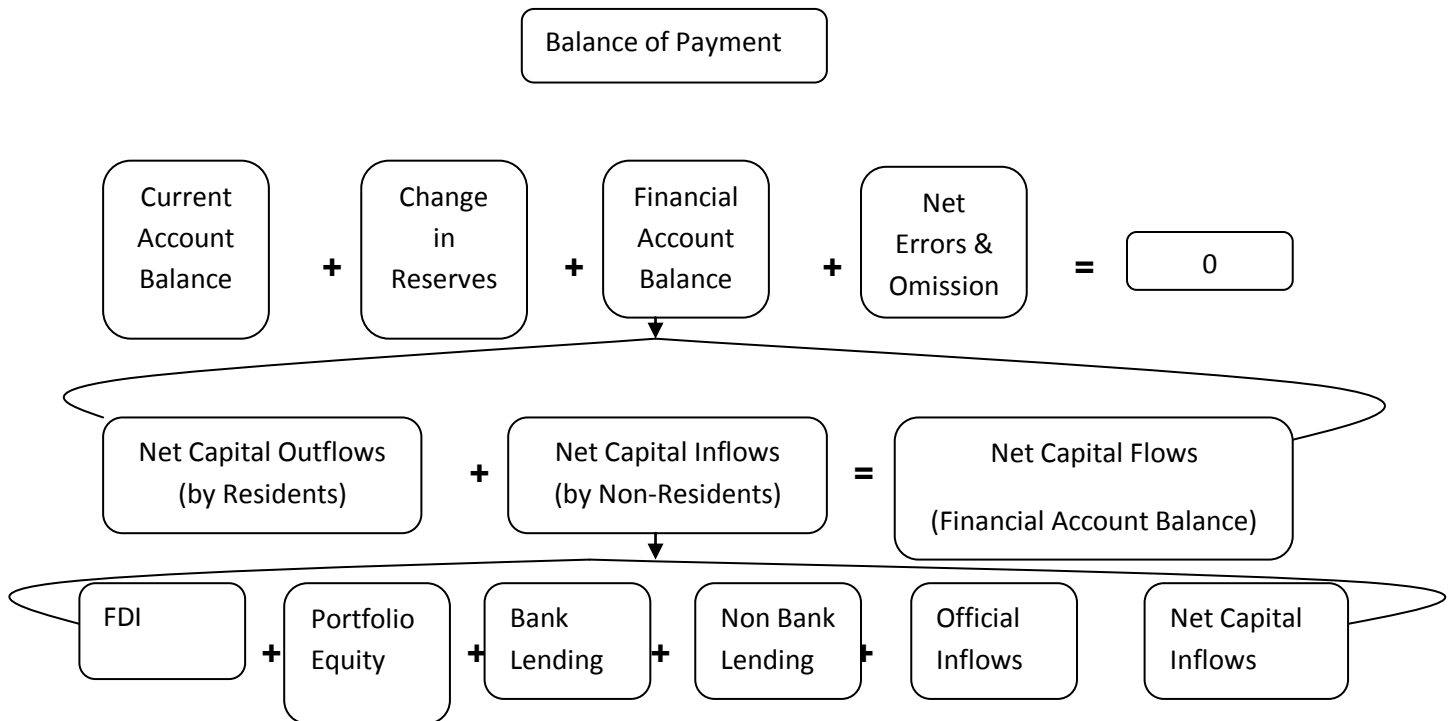 Balance of Payment
Current
Account
Balance
+
Change
in
Reserves
+
Financial
Account
Balance
+
Net
Errors &
Omission
=
0
Net Capital Outflows
(by Residents)
+
Net Capital Inflows
(by Non-Residents)
=
Net Capital Flows
(Financial Account Balance)
FDI
+
Portfolio
Equity
+
Bank
Lending
+
Non Bank
Lending
+
Official
Inflows
Net Capital
Inflows